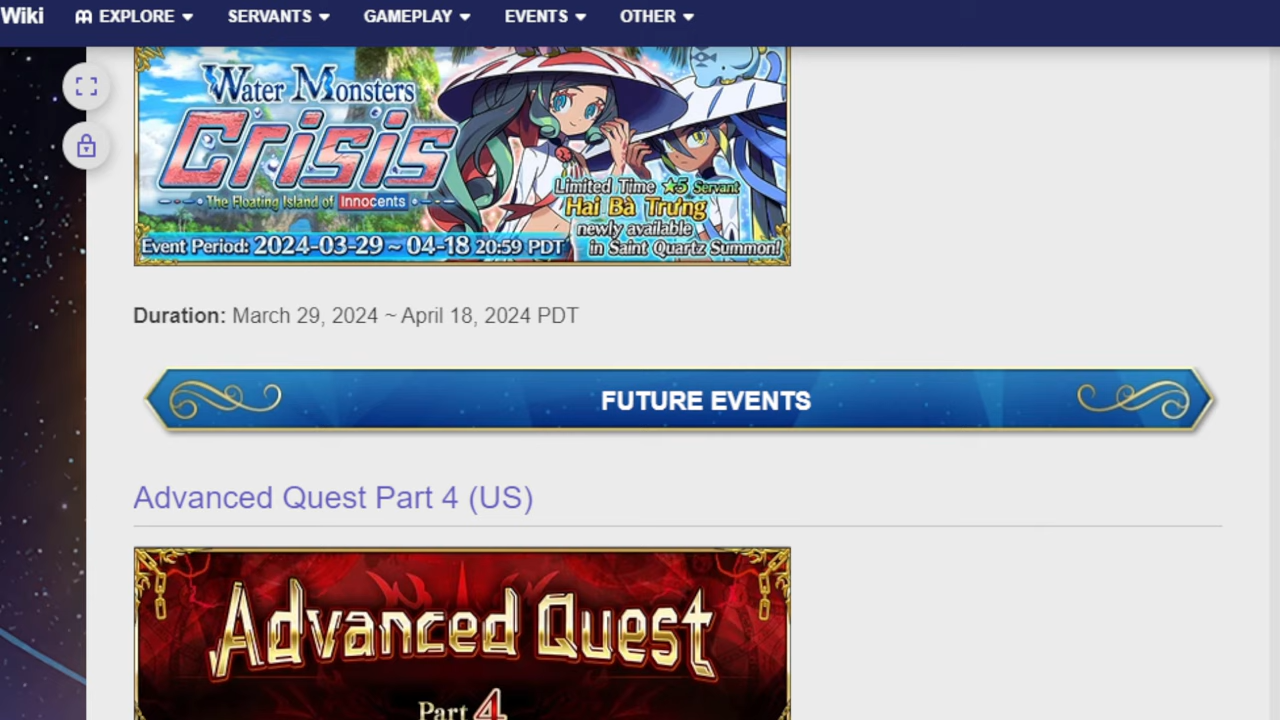 Wiki EXPLORE SERVANTS GAMEPLAY EVENTS OTHER
Water Monsters
Crisis
The Floating Island of Innocents
Limited Time ★5 Servant
Hai Bà Trưng
newly available
in Saint Quartz Summon!
Event Period: 2024-03-29 ~ 04-18 20:59 PDT
Duration: March 29, 2024 ~ April 18, 2024 PDT
FUTURE EVENTS
Advanced Quest Part 4 (US)
Advanced Quest
Part 4